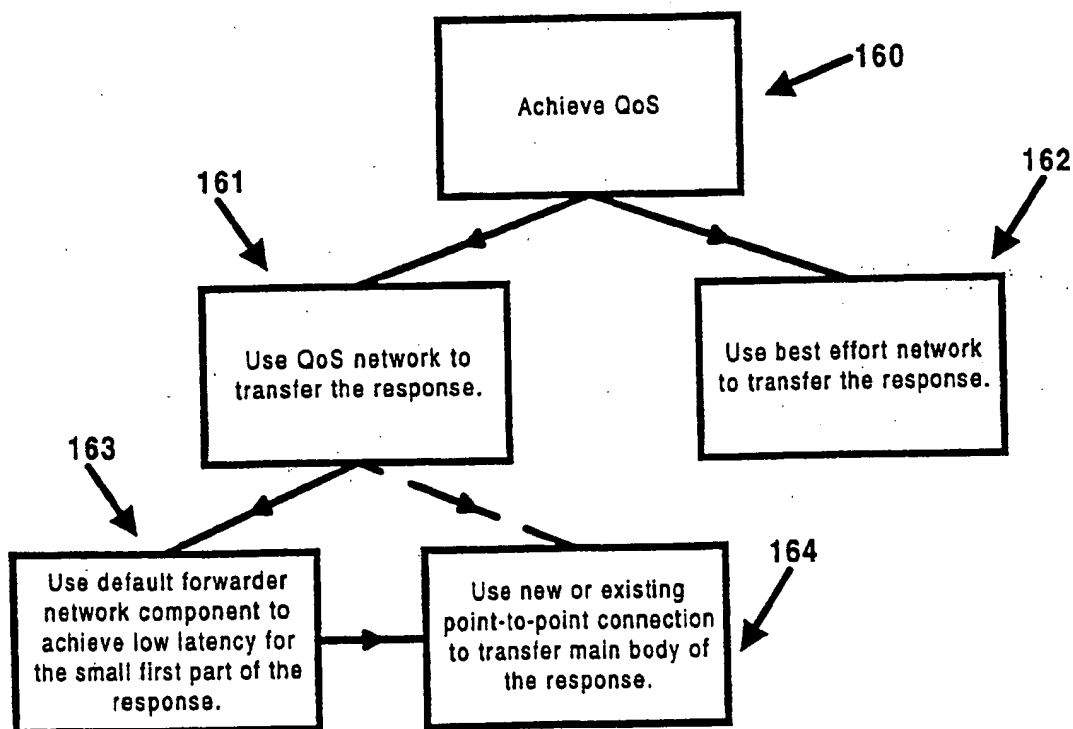 160
Achieve QoS
161
162
Use QoS network to
transfer the response.
Use best effort network
to transfer the response.
163
164
Use default forwarder
network component to
achieve low latency for
the small first part of the
response.
Use new or existing
point-to-point connection
to transfer main body of
the response.